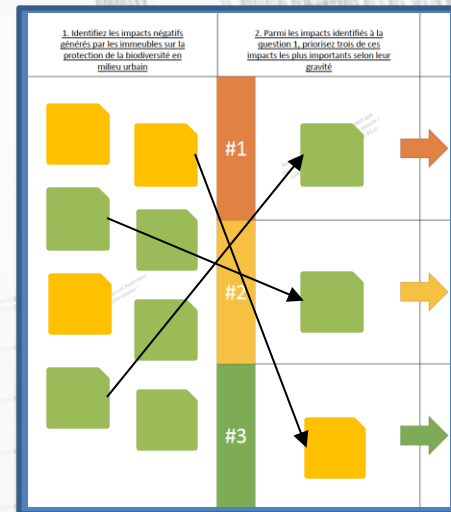 1. Identifiez les impacts négatifs
générés par les immeubles sur la
protection de la biodiversité en
milieu urbain
2. Parmi les impacts identifiés à la
question 1, priorisez trois de ces
impacts les plus importants selon leur
gravité
#1
#2
#3